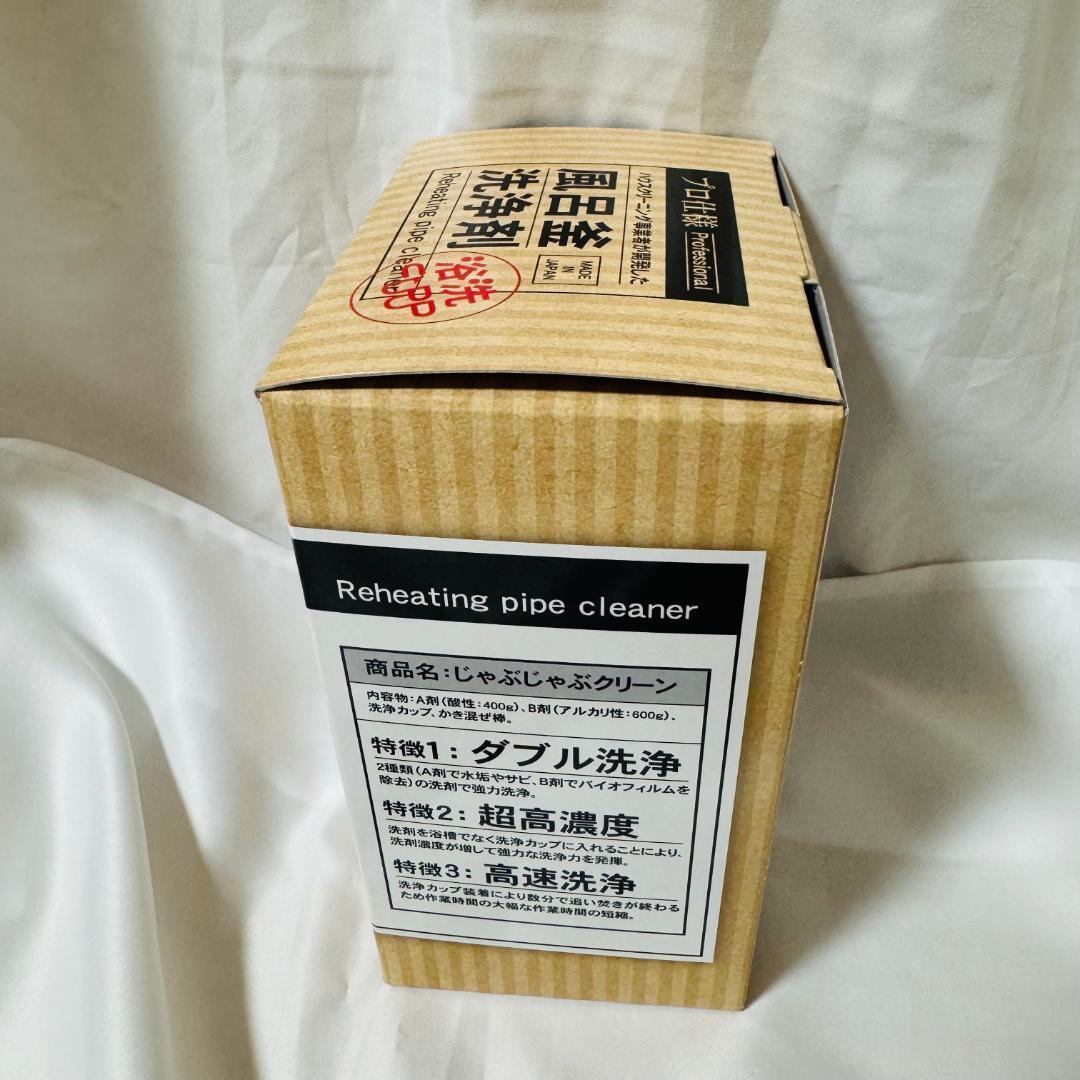 プロ仕様 Professional
ハウスクリーニング事業者が開発した
風呂釜
洗浄剤
MADE
IN
JAPAN
Reheating pipe cleaner
洗
浴
Reheating pipe cleaner
商品名:じゃぶじゃぶクリーン
内容物:A剤(酸性:400g)、B剤(アルカリ性:600g)、
洗浄カップ、かき混ぜ棒。
特徴1:ダブル洗浄
2種類(A剤で水垢やサビ、B剤でバイオフィルムを
除去)の洗剤で強力洗浄。
特徴2:超高濃度
洗剤を浴槽でなく洗浄カップに入れることにより、
洗剤濃度が増して強力な洗浄力を発揮。
特徴3:高速洗浄
洗浄カップ装着により数分で追い焚きが終わる
ため作業時間の大幅な作業時間の短縮。